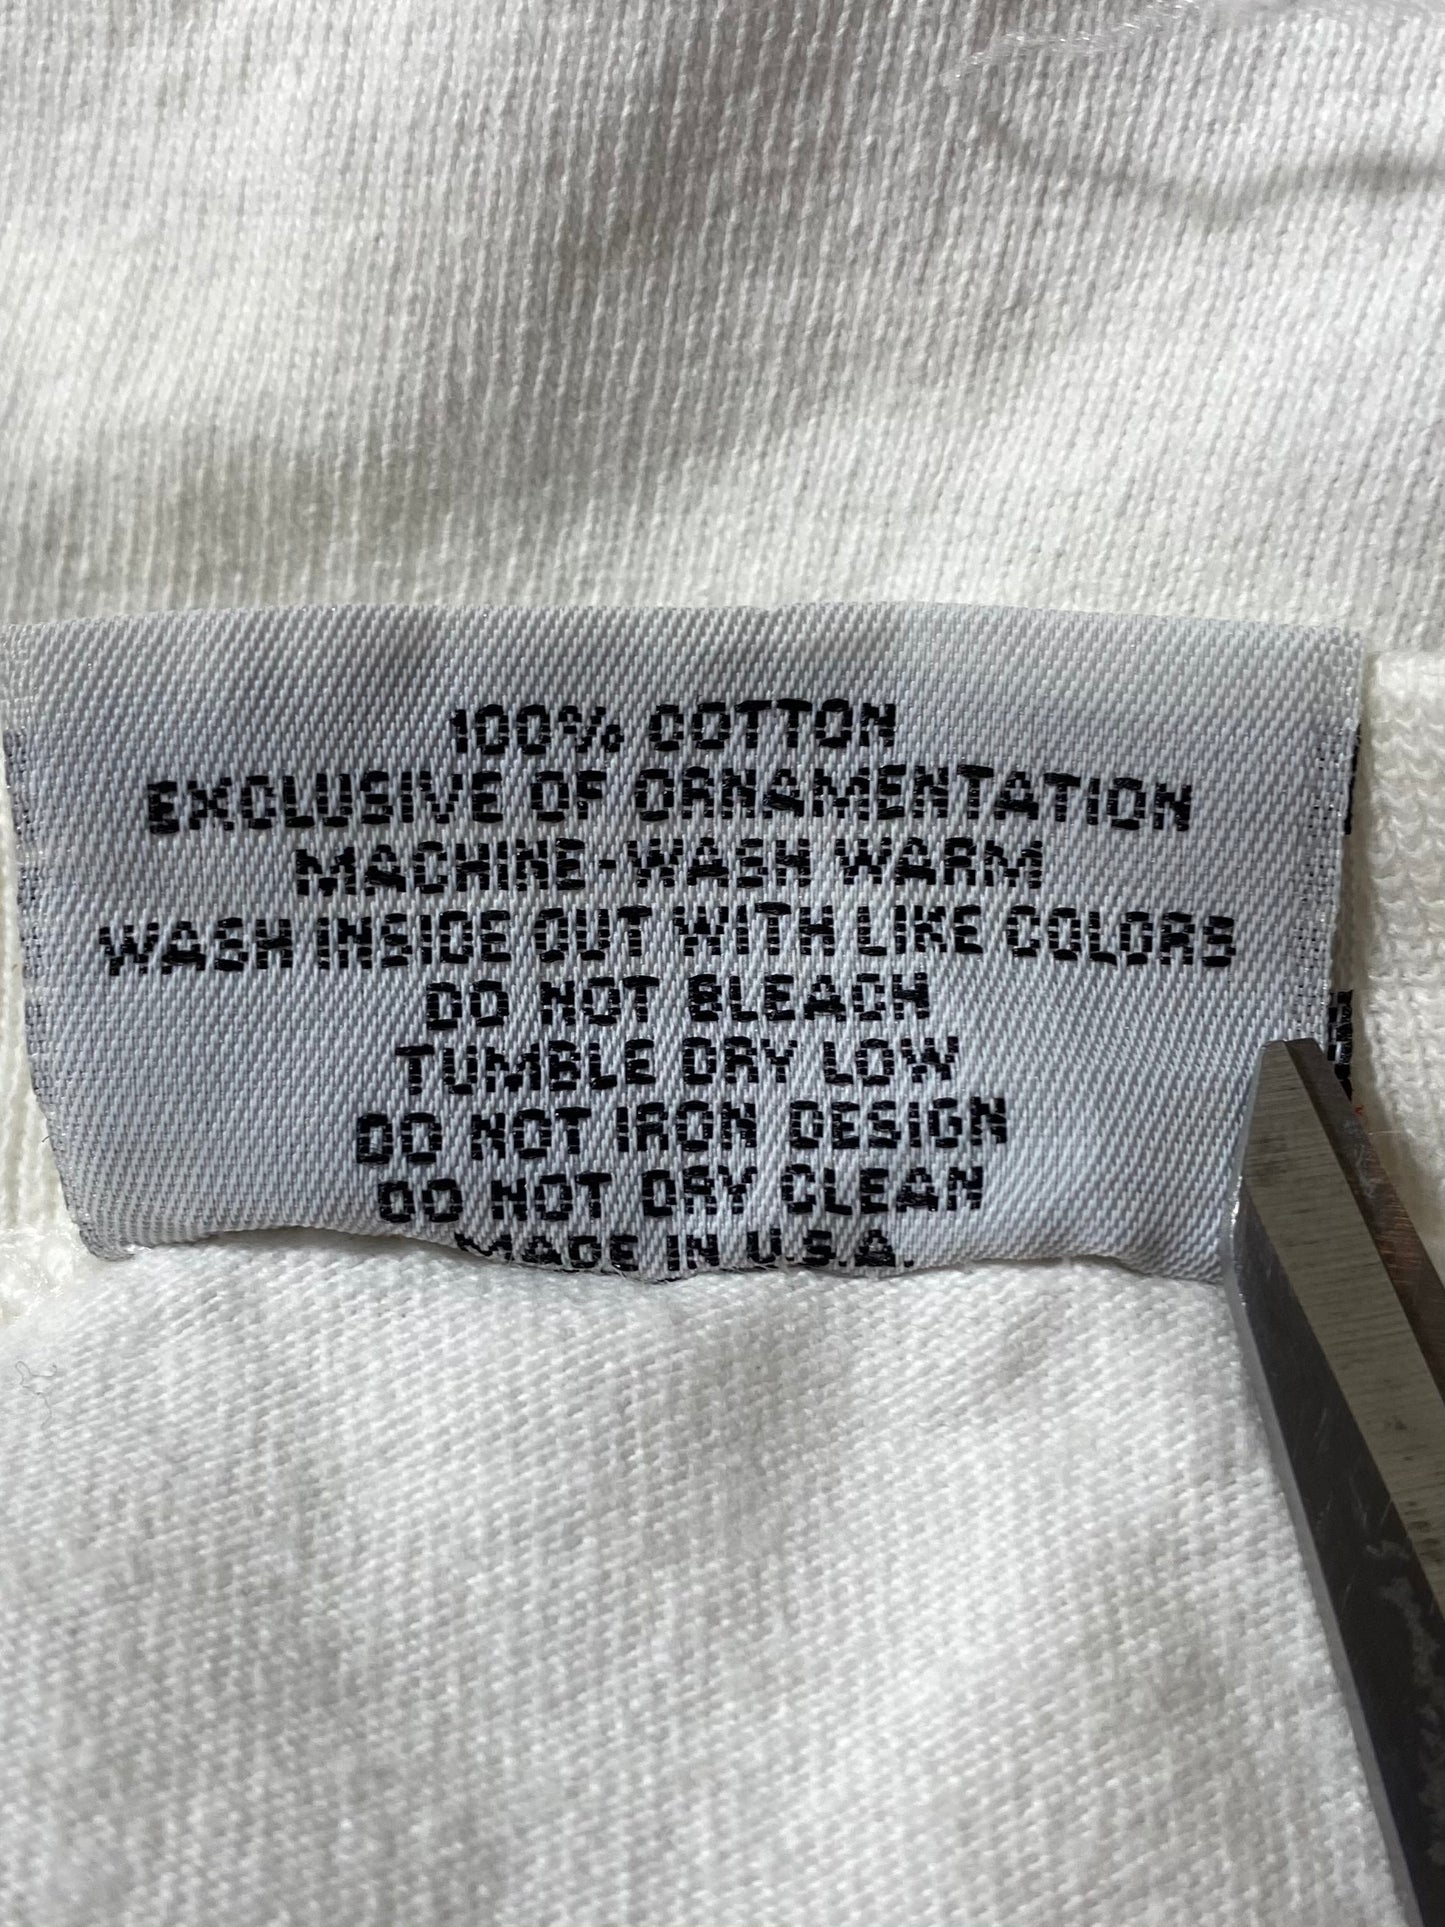 100% COTTON
EXCLUSIVE OF ORNAMENTATION
MACHINE-WASH WARM
WASH INSIDE OUT WITH LIKE COLORS
DO NOT BLEACH
TUMBLE DRY LOW
DO NOT IRON DESIGN
DO NOT DRY CLEAN
MADE IN U.S.A.